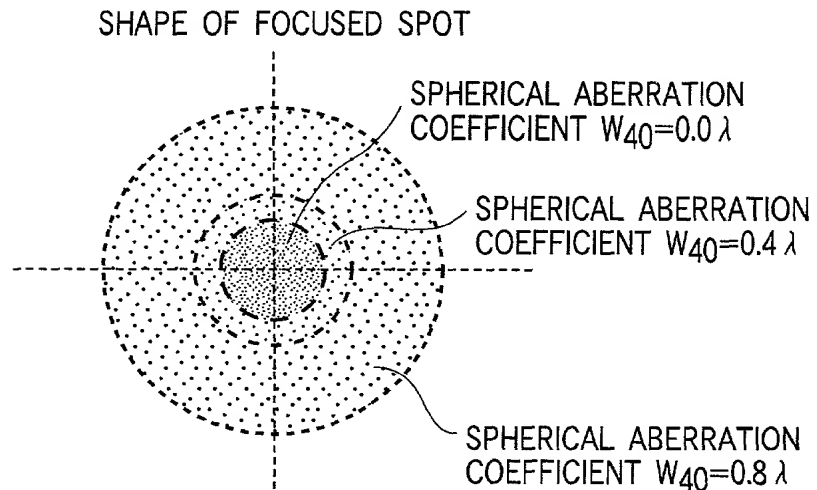 SHAPE OF FOCUSED SPOT
SPHERICAL ABERRATION
COEFFICIENT W40=0.0 λ
SPHERICAL ABERRATION
COEFFICIENT W40=0.4 λ
SPHERICAL ABERRATION
COEFFICIENT W40=0.8 λ